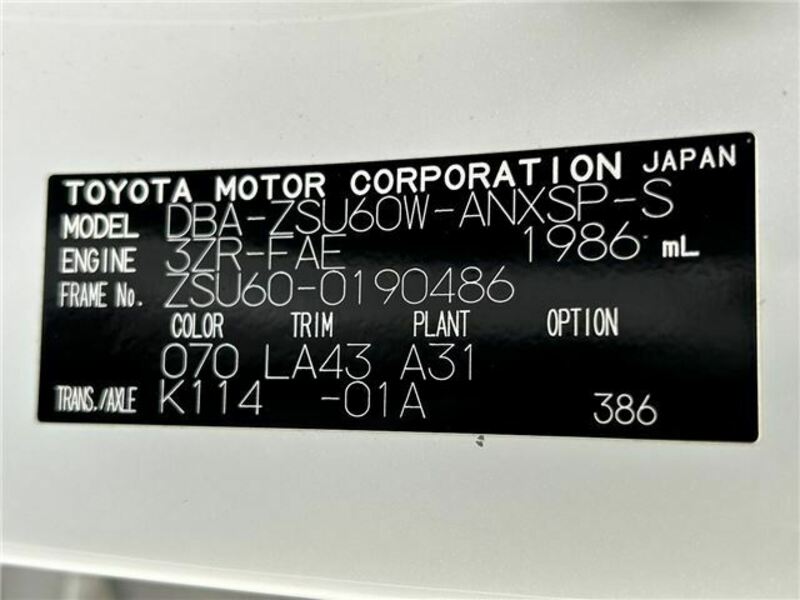 TOYOTA MOTOR CORPORATION JAPAN
MODEL DBA-ZSU60W-ANXSP-S
ENGINE 3ZR-FAE 1986 mL
FRAME No. ZSU60-0190486
COLOR TRIM PLANT OPTION
070 LA43 A31
TRANS./AXLE K114 -01A 386